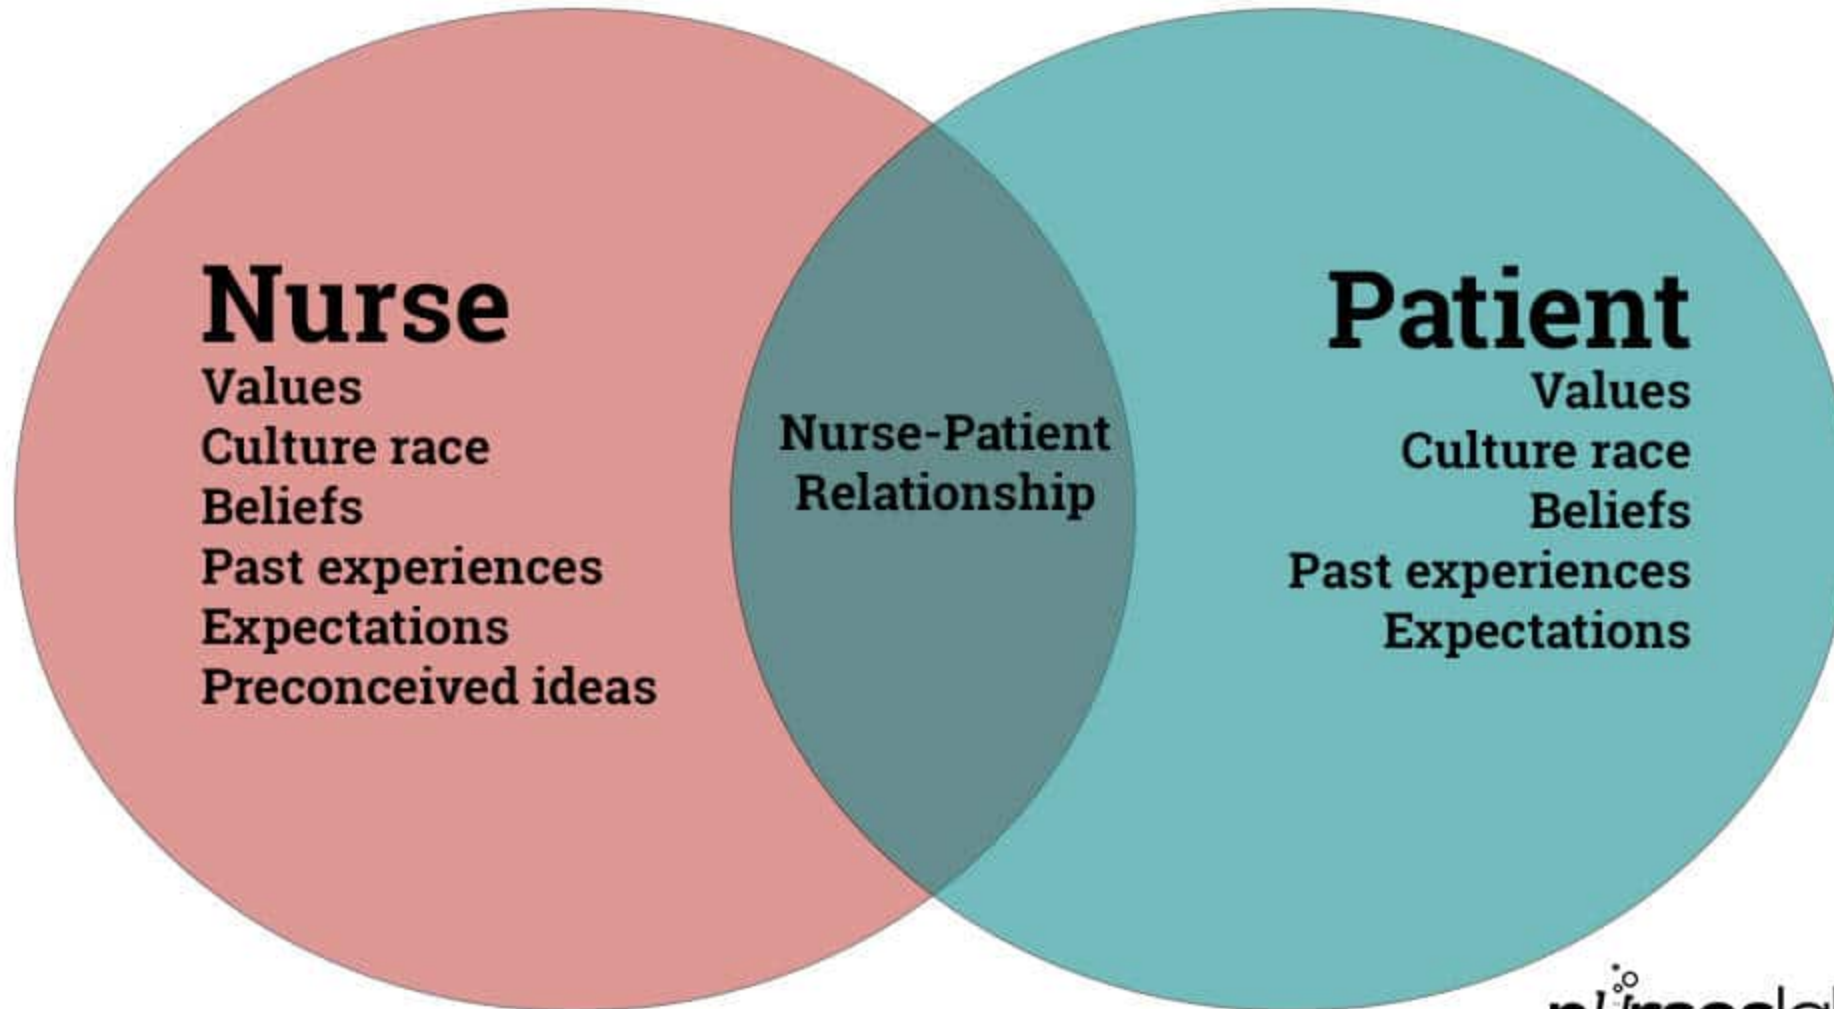 Nurse
Values
Culture race
Beliefs
Past experiences
Expectations
Preconceived ideas
Nurse-Patient
Relationship
Patient
Values
Culture race
Beliefs
Past experiences
Expectations